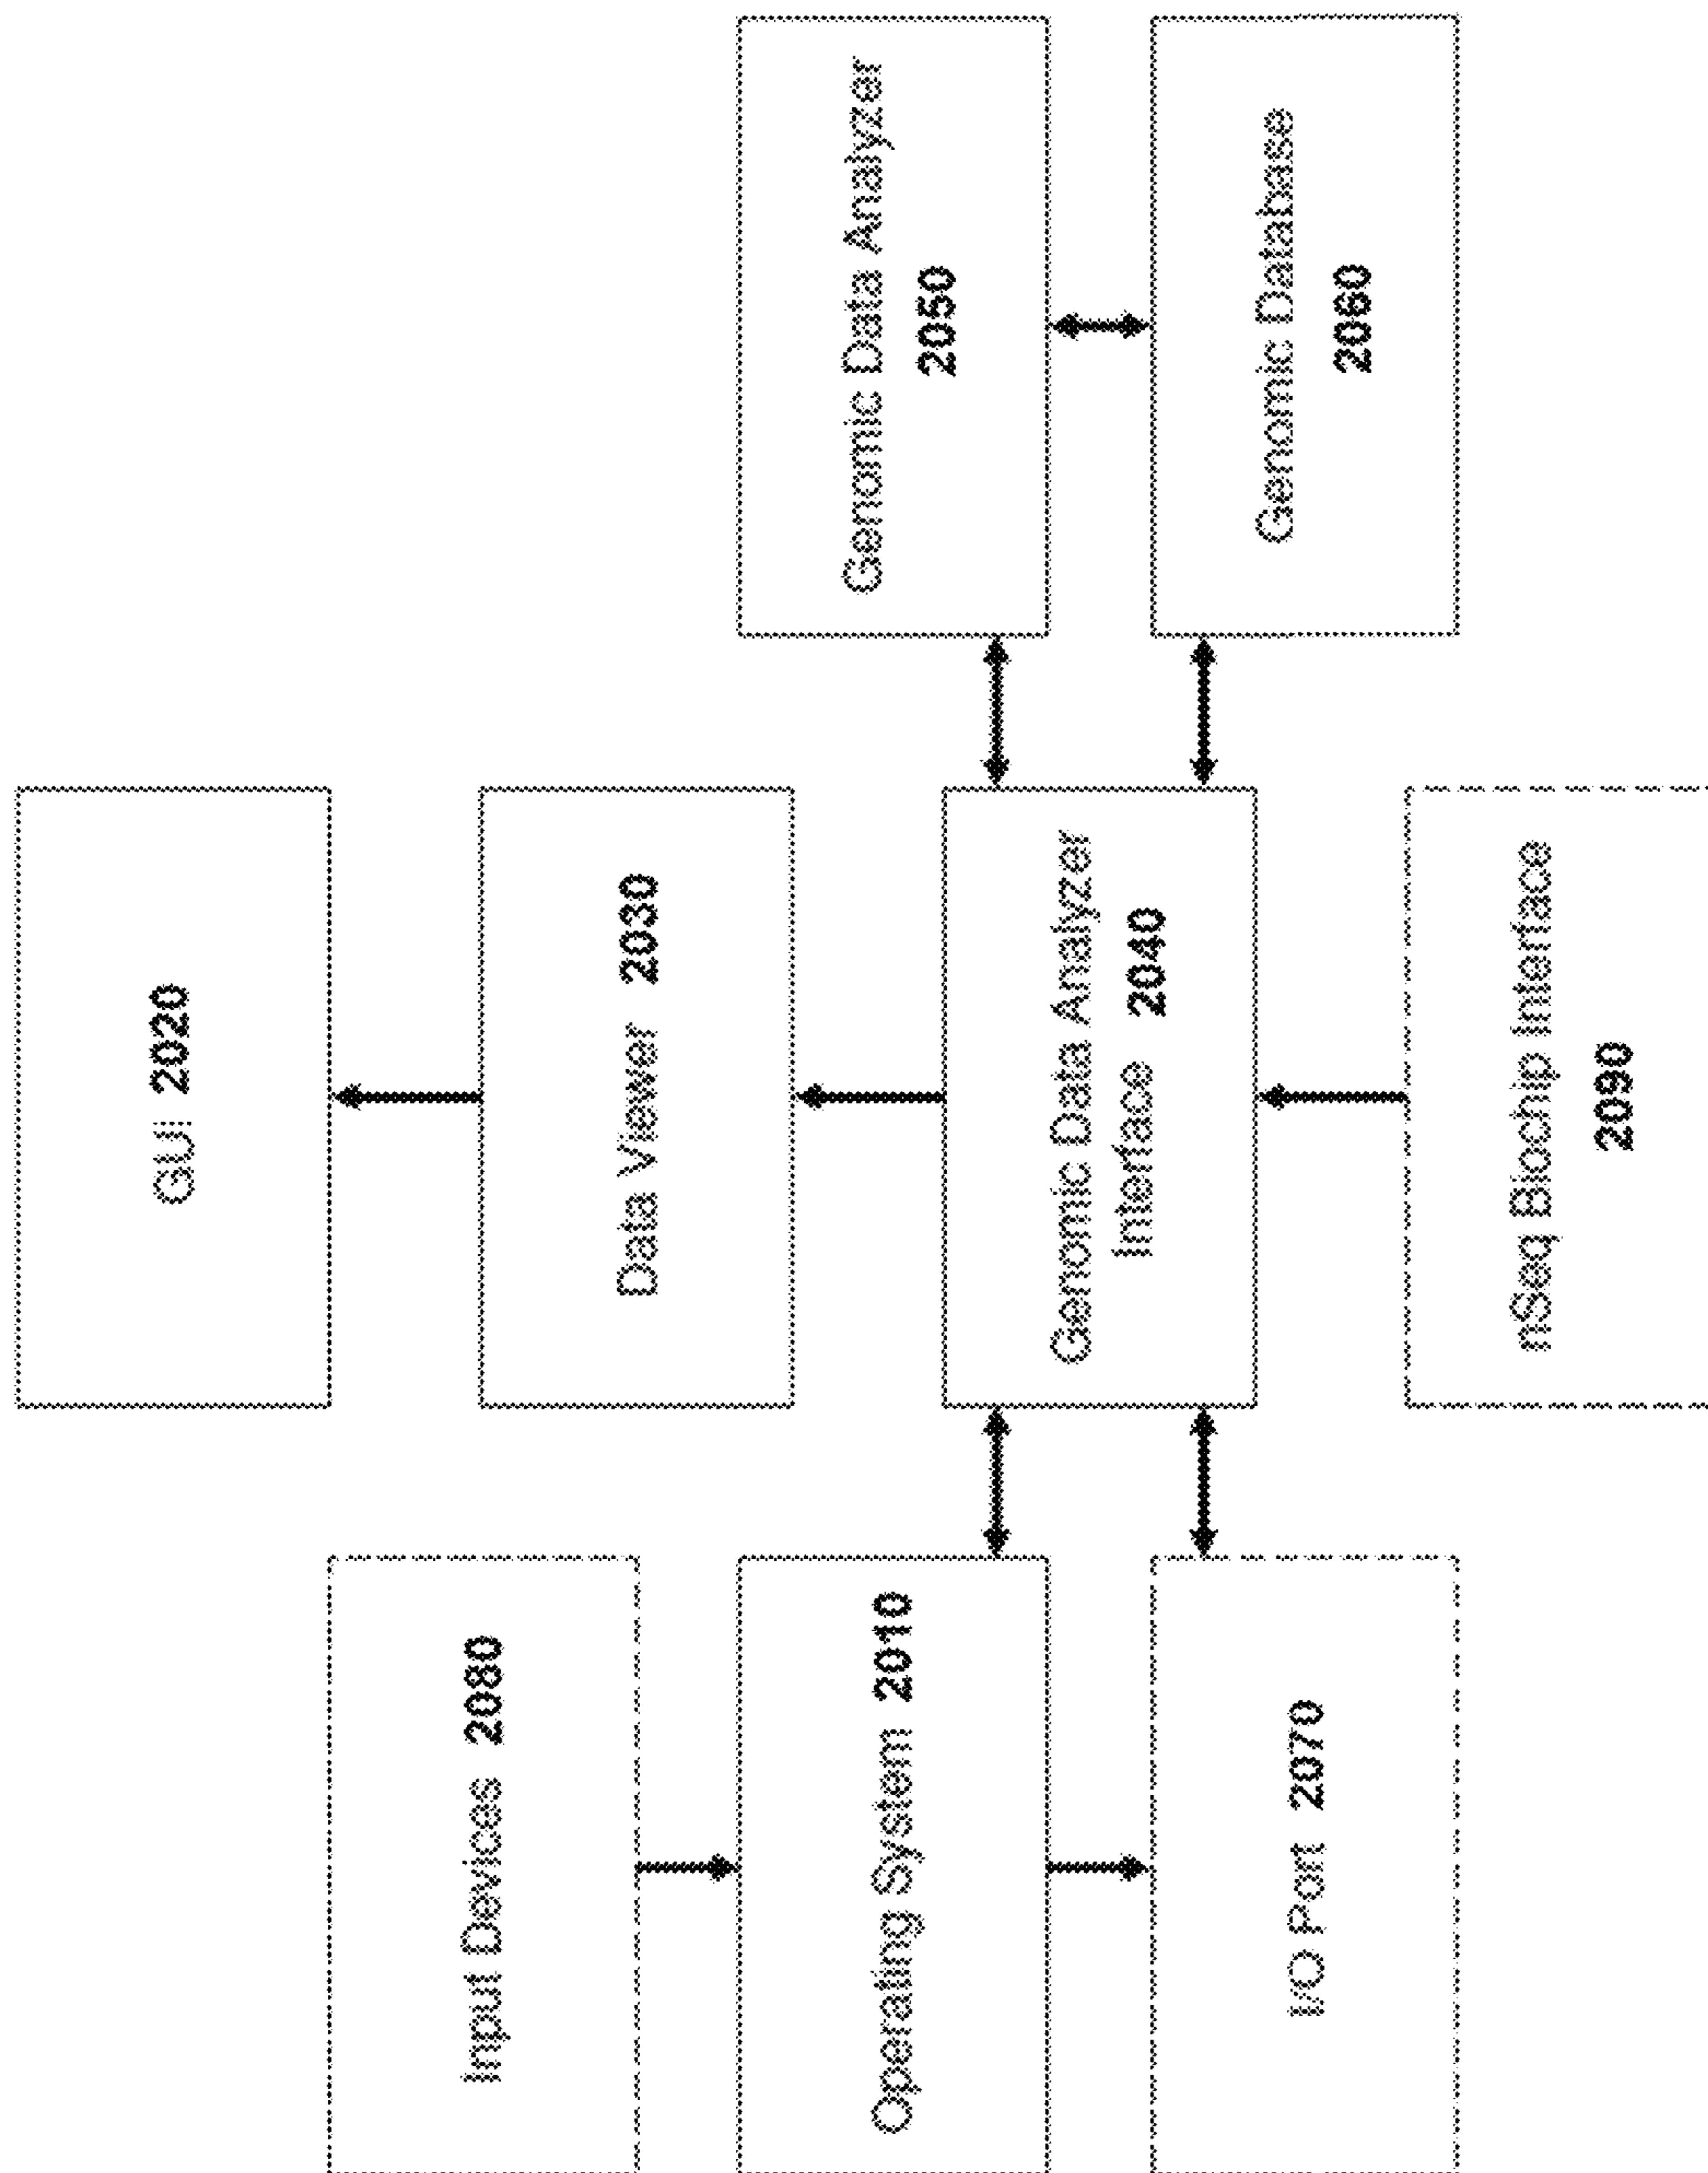 GUI 2020
Data Viewer 2030
Genomic Data Analyzer
Interface 2040
nSeq Biochip Interface
2090
Input Devices 2080
Operating System 2010
I/O Port 2070
Genomic Data Analyzer
2050
Genomic Database
2060